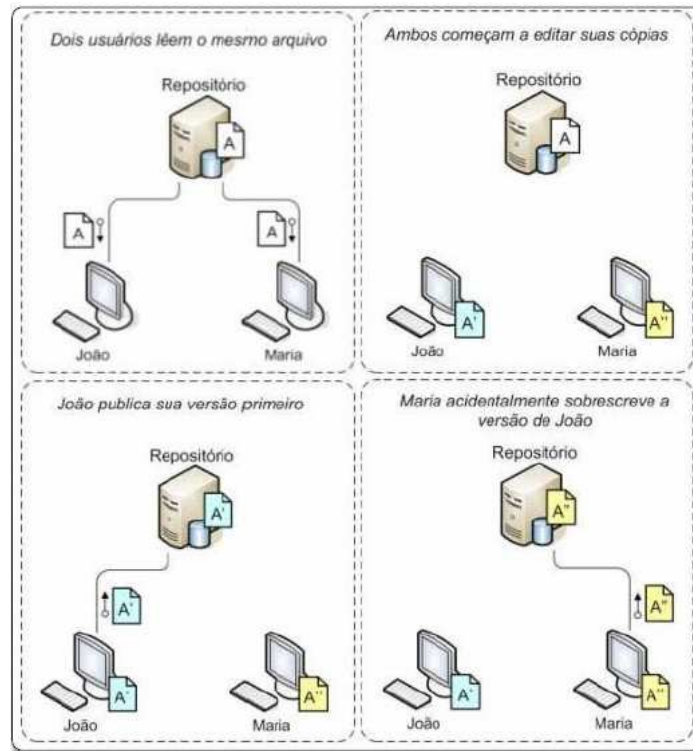 Dois usuários lêem o mesmo arquivo
Repositório
A
A
A
João
Maria
Ambos começam a editar suas cópias
Repositório
A
A'
A''
João
Maria
João publica sua versão primeiro
Repositório
A'
A'
A'
A''
João
Maria
Maria acidentalmente sobrescreve a
versão de João
Repositório
A''
A''
A'
A''
João
Maria